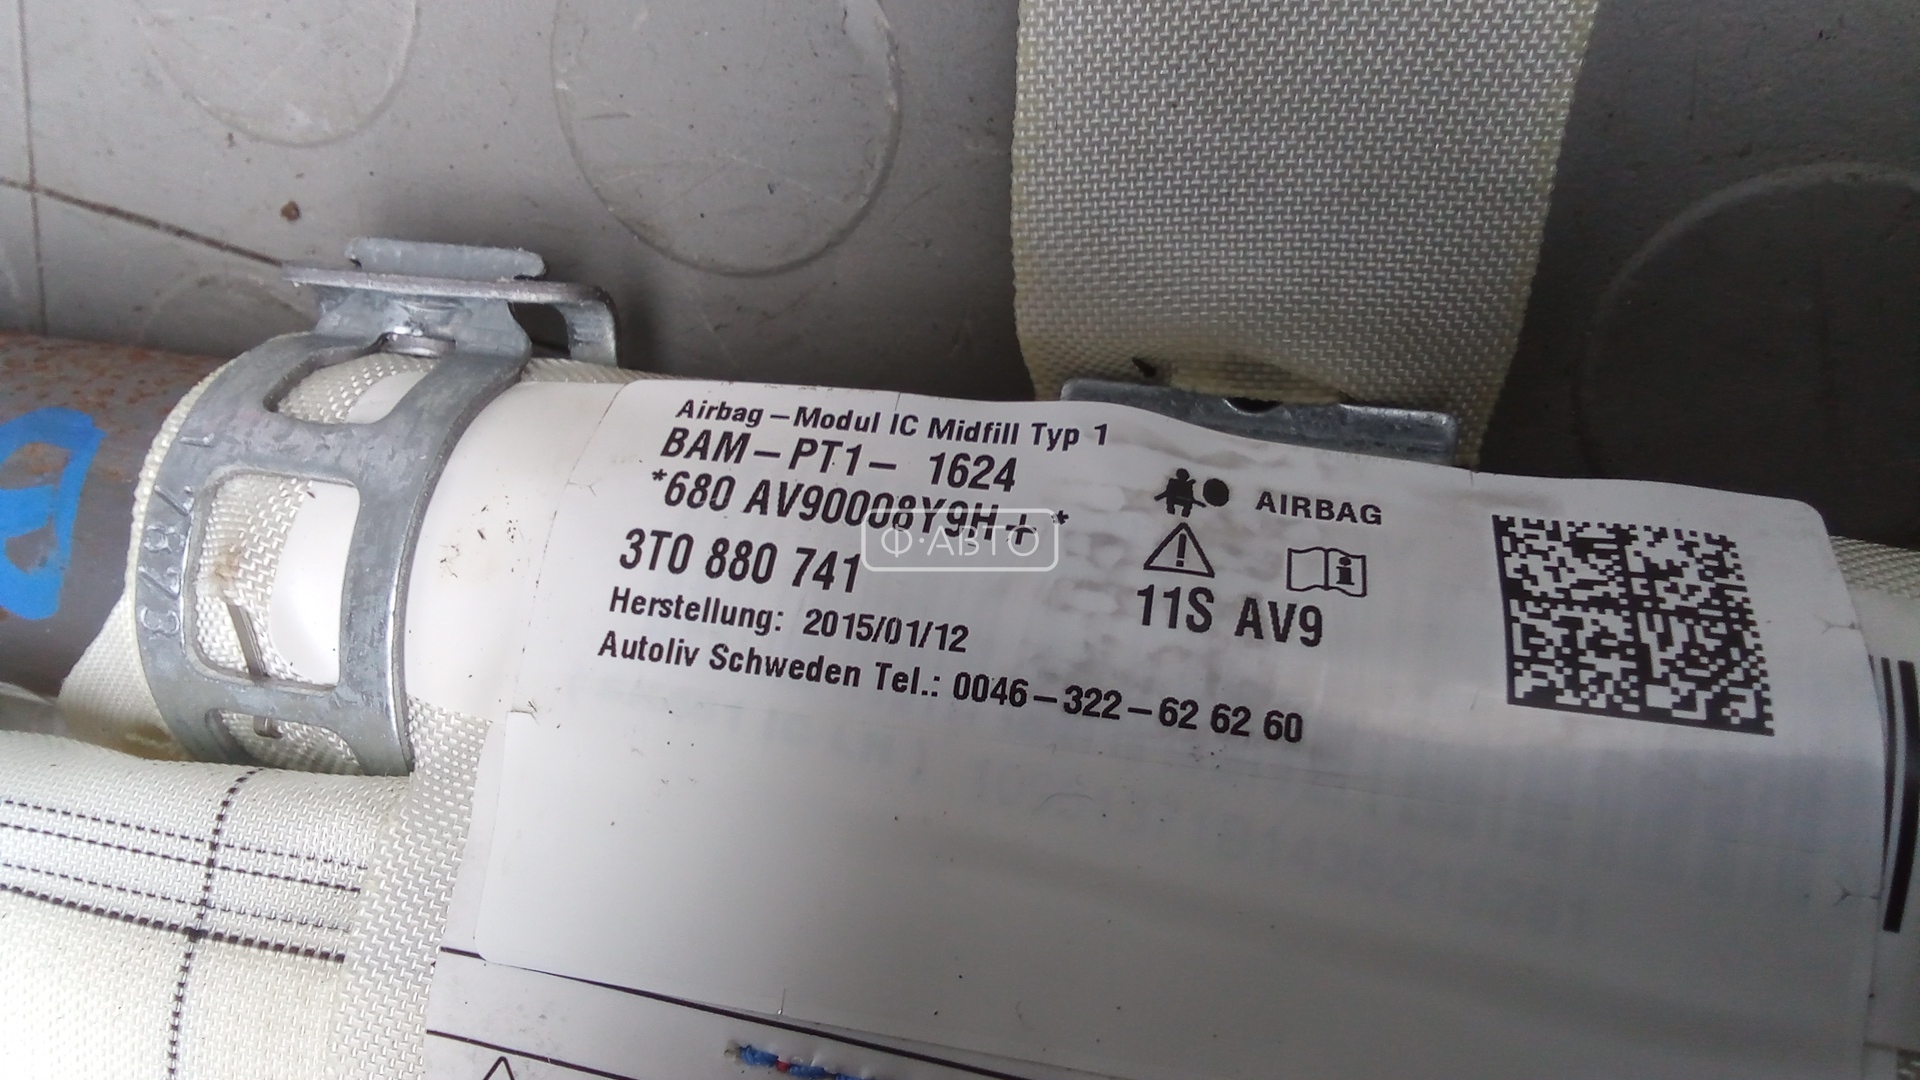 Airbag-Modul IC Midfill Typ 1
BAM-PT1- 1624
*680 AV90008Y9H+ *
3T0 880 741
Herstellung: 2015/01/12
Autoliv Schweden Tel.: 0046-322-62 62 60
AIRBAG
11S AV9
Ф·АВТО